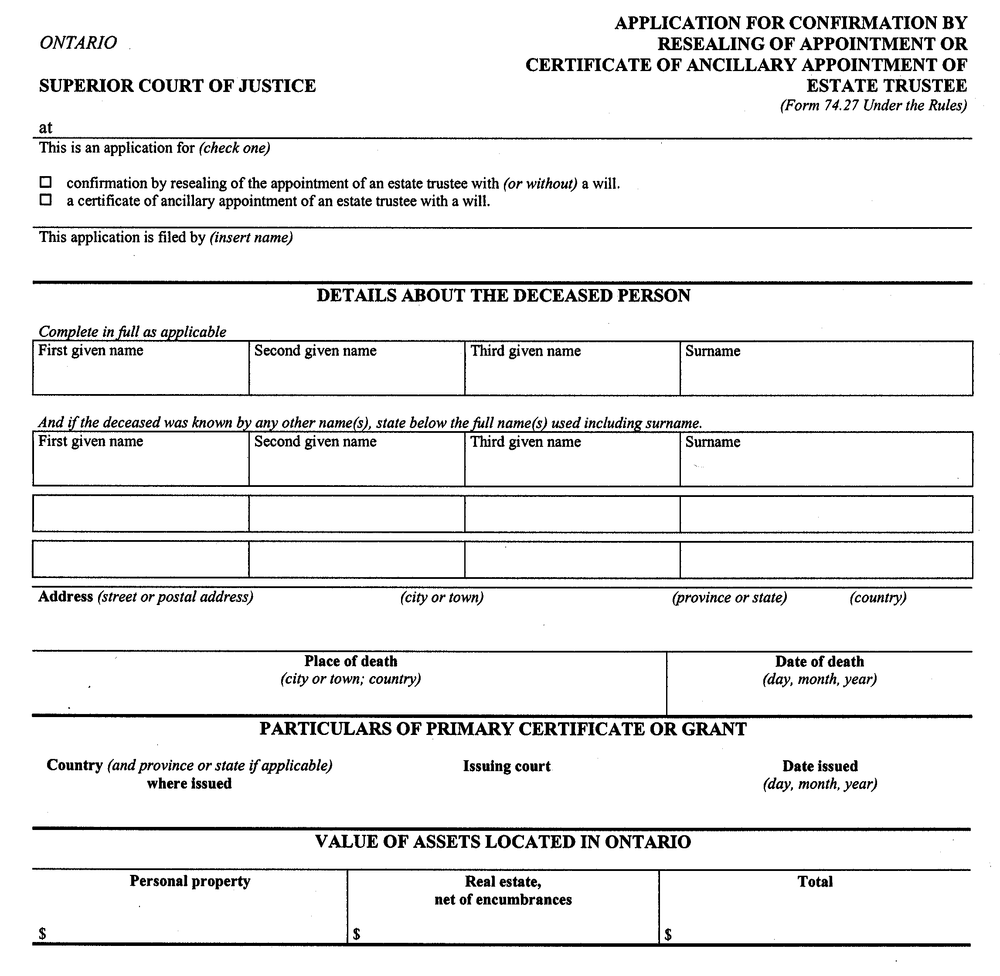 ONTARIO
SUPERIOR COURT OF JUSTICE
APPLICATION FOR CONFIRMATION BY
RESEALING OF APPOINTMENT OR
CERTIFICATE OF ANCILLARY APPOINTMENT OF
ESTATE TRUSTEE
(Form 74.27 Under the Rules)
at
This is an application for (check one)
☐ confirmation by resealing of the appointment of an estate trustee with (or without) a will.
☐ a certificate of ancillary appointment of an estate trustee with a will.
This application is filed by (insert name)
DETAILS ABOUT THE DECEASED PERSON
Complete in full as applicable
First given name Second given name Third given name Surname
And if the deceased was known by any other name(s), state below the full name(s) used including surname.
First given name Second given name Third given name Surname
Address (street or postal address) (city or town) (province or state) (country)
Place of death Date of death
(city or town; country) (day, month, year)
PARTICULARS OF PRIMARY CERTIFICATE OR GRANT
Country (and province or state if applicable) Issuing court Date issued
where issued (day, month, year)
VALUE OF ASSETS LOCATED IN ONTARIO
Personal property Real estate, Total
net of encumbrances
$ $ $